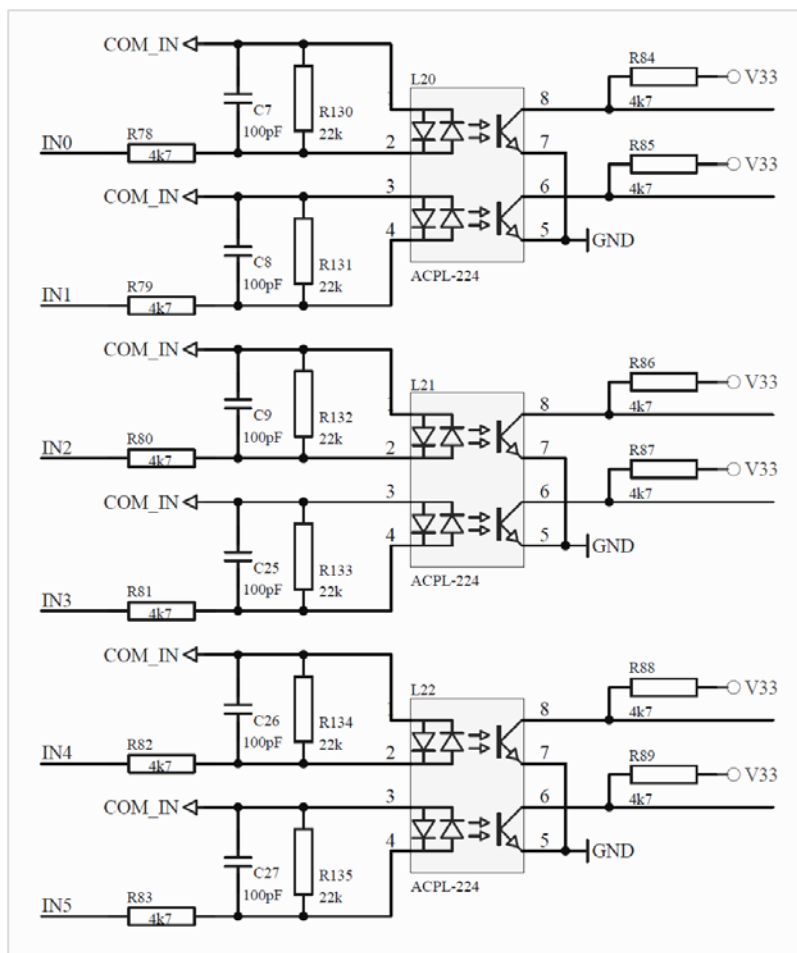 COM_IN
L20
R84
V33
4k7
8
1
C7
100pF
R130
22k
IN0
R78
4k7
2
7
R85
V33
4k7
COM_IN
3
6
4
5
GND
C8
100pF
R131
22k
ACPL-224
IN1
R79
4k7
COM_IN
L21
R86
V33
4k7
8
1
C9
100pF
R132
22k
IN2
R80
4k7
2
7
R87
V33
4k7
COM_IN
3
6
4
5
GND
C25
100pF
R133
22k
ACPL-224
IN3
R81
4k7
COM_IN
L22
R88
V33
4k7
8
1
C26
100pF
R134
22k
IN4
R82
4k7
2
7
R89
V33
4k7
COM_IN
3
6
4
5
GND
C27
100pF
R135
22k
ACPL-224
IN5
R83
4k7